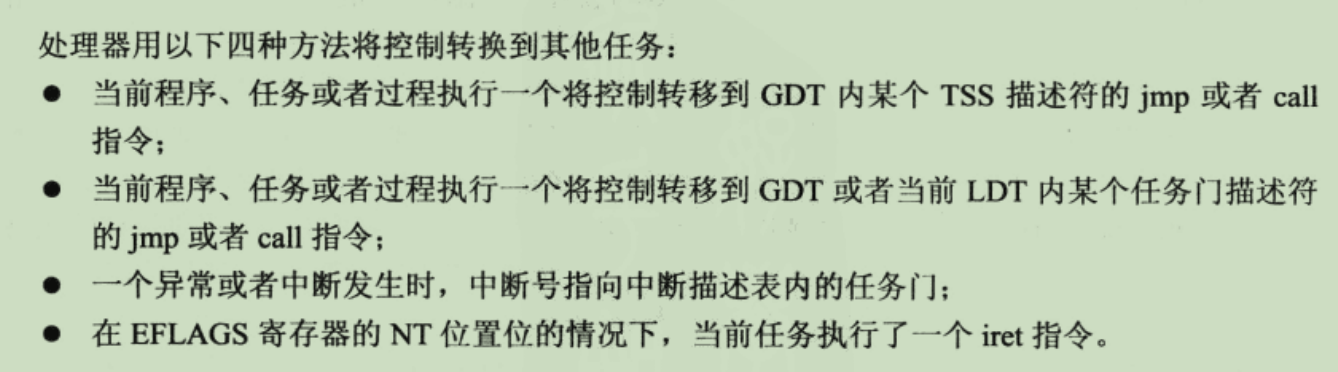 处理器用以下四种方法将控制转换到其他任务：
● 当前程序、任务或者过程执行一个将控制转移到 GDT 内某个 TSS 描述符的 jmp 或者 call
指令；
● 当前程序、任务或者过程执行一个将控制转移到 GDT 或者当前 LDT 内某个任务门描述符
的 jmp 或者 call 指令；
● 一个异常或者中断发生时，中断号指向中断描述表内的任务门；
● 在 EFLAGS 寄存器的 NT 位置位的情况下，当前任务执行了一个 iret 指令。